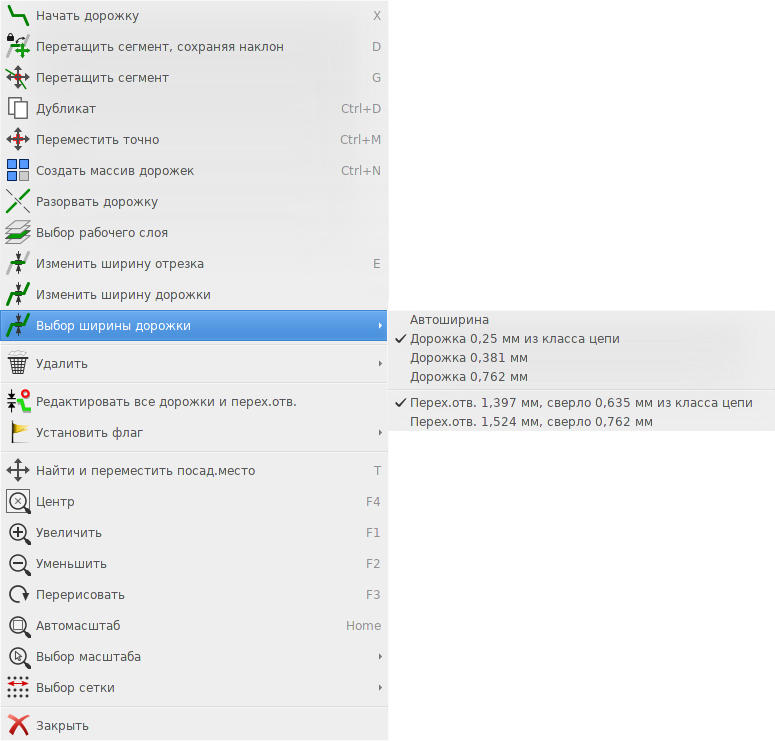 Начать дорожку X
Перетащить сегмент, сохраняя наклон D
Перетащить сегмент G
Дубликат Ctrl+D
Переместить точно Ctrl+M
Создать массив дорожек Ctrl+N
Разорвать дорожку
Выбор рабочего слоя
Изменить ширину отрезка E
Изменить ширину дорожки
Выбор ширины дорожки
Удалить
Редактировать все дорожки и перех.отв.
Установить флаг
Найти и переместить посад.место T
Центр F4
Увеличить F1
Уменьшить F2
Перерисовать F3
Автомасштаб Home
Выбор масштаба
Выбор сетки
Закрыть
Автоширина
Дорожка 0,25 мм из класса цепи
Дорожка 0,381 мм
Дорожка 0,762 мм
Перех.отв. 1,397 мм, сверло 0,635 мм из класса цепи
Перех.отв. 1,524 мм, сверло 0,762 мм